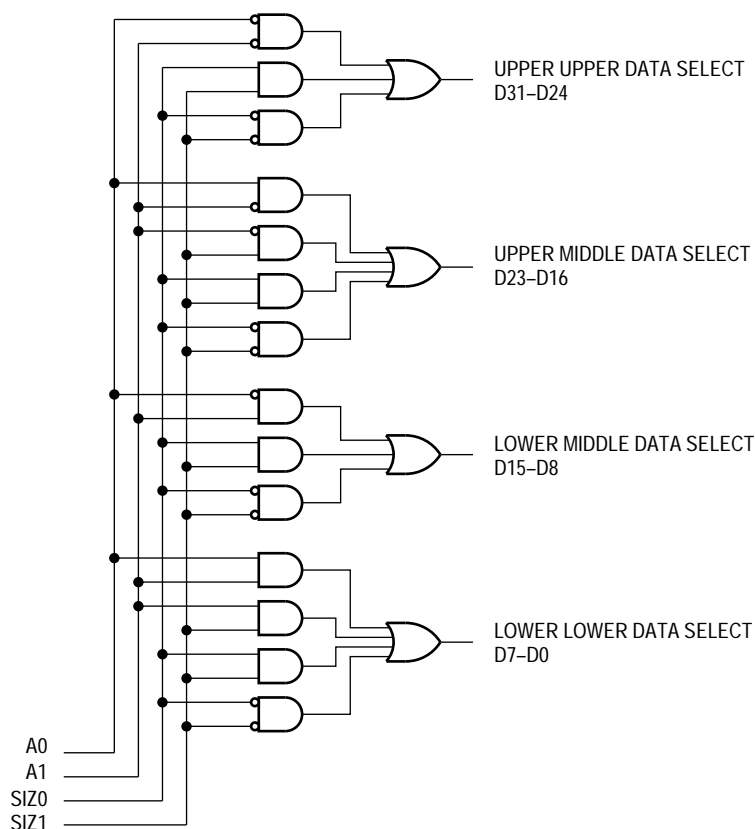 UPPER UPPER DATA SELECT
D31–D24
UPPER MIDDLE DATA SELECT
D23–D16
LOWER MIDDLE DATA SELECT
D15–D8
LOWER LOWER DATA SELECT
D7–D0
A0
A1
SIZ0
SIZ1